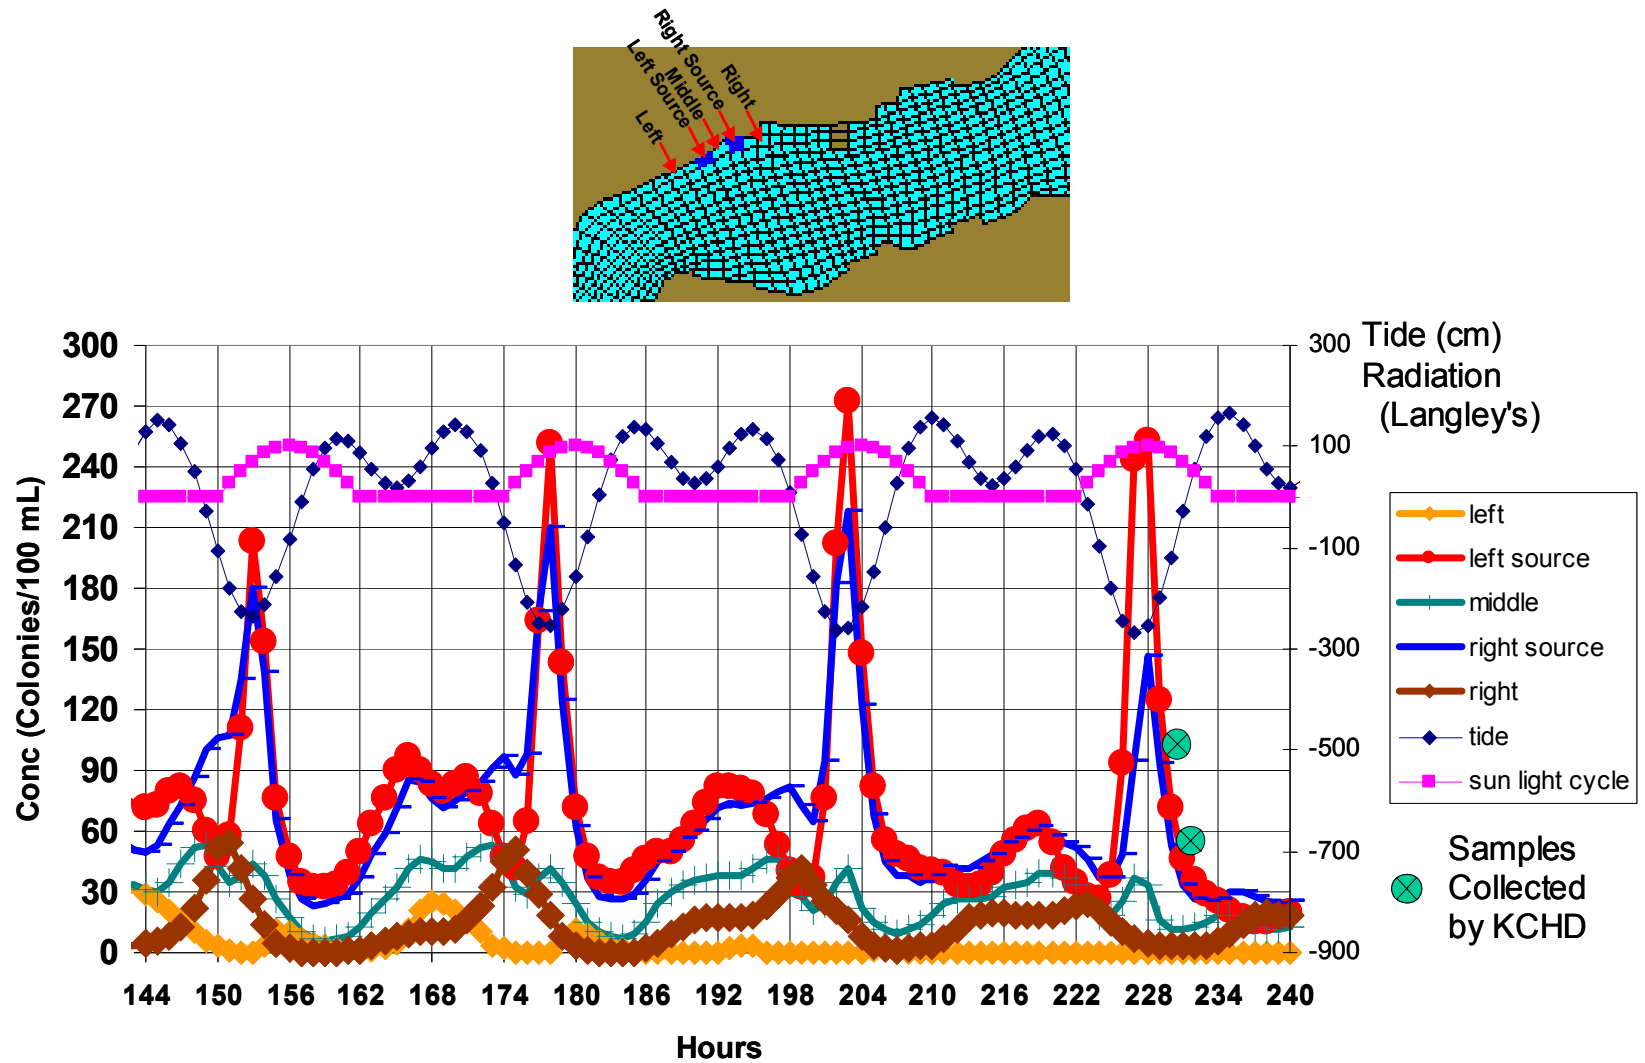 Left
Left Source
Middle
Right Source
Right
Conc (Colonies/100 mL)
300
270
240
210
180
150
120
90
60
30
0
300
100
-100
-300
-500
-700
-900
Tide (cm)
Radiation
(Langley's)
144 150 156 162 168 174 180 186 192 198 204 210 216 222 228 234 240
Hours
left
left source
middle
right source
right
tide
sun light cycle
Samples
Collected
by KCHD